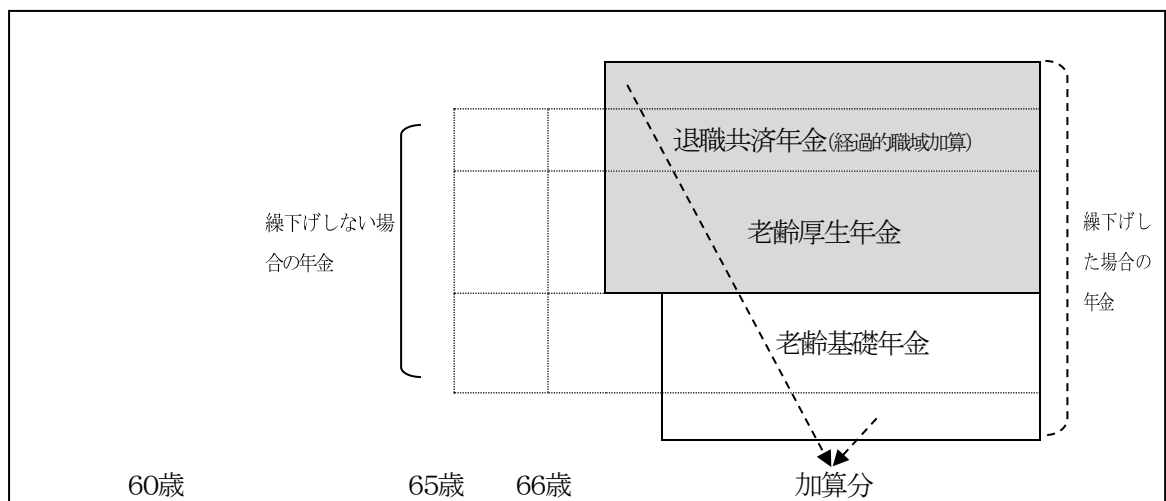 退職共済年金(経過的職域加算)
繰下げしない場
合の年金
老齢厚生年金
繰下げし
た場合の
年金
老齢基礎年金
60歳 65歳 66歳 加算分